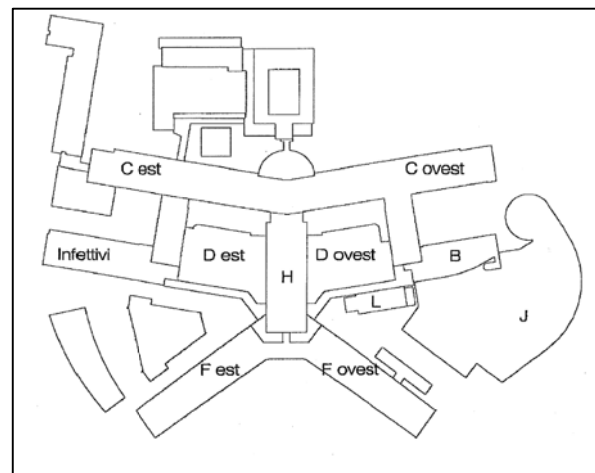 C est
C ovest
Infettivi
D est
H
D ovest
B
L
J
F est
F ovest